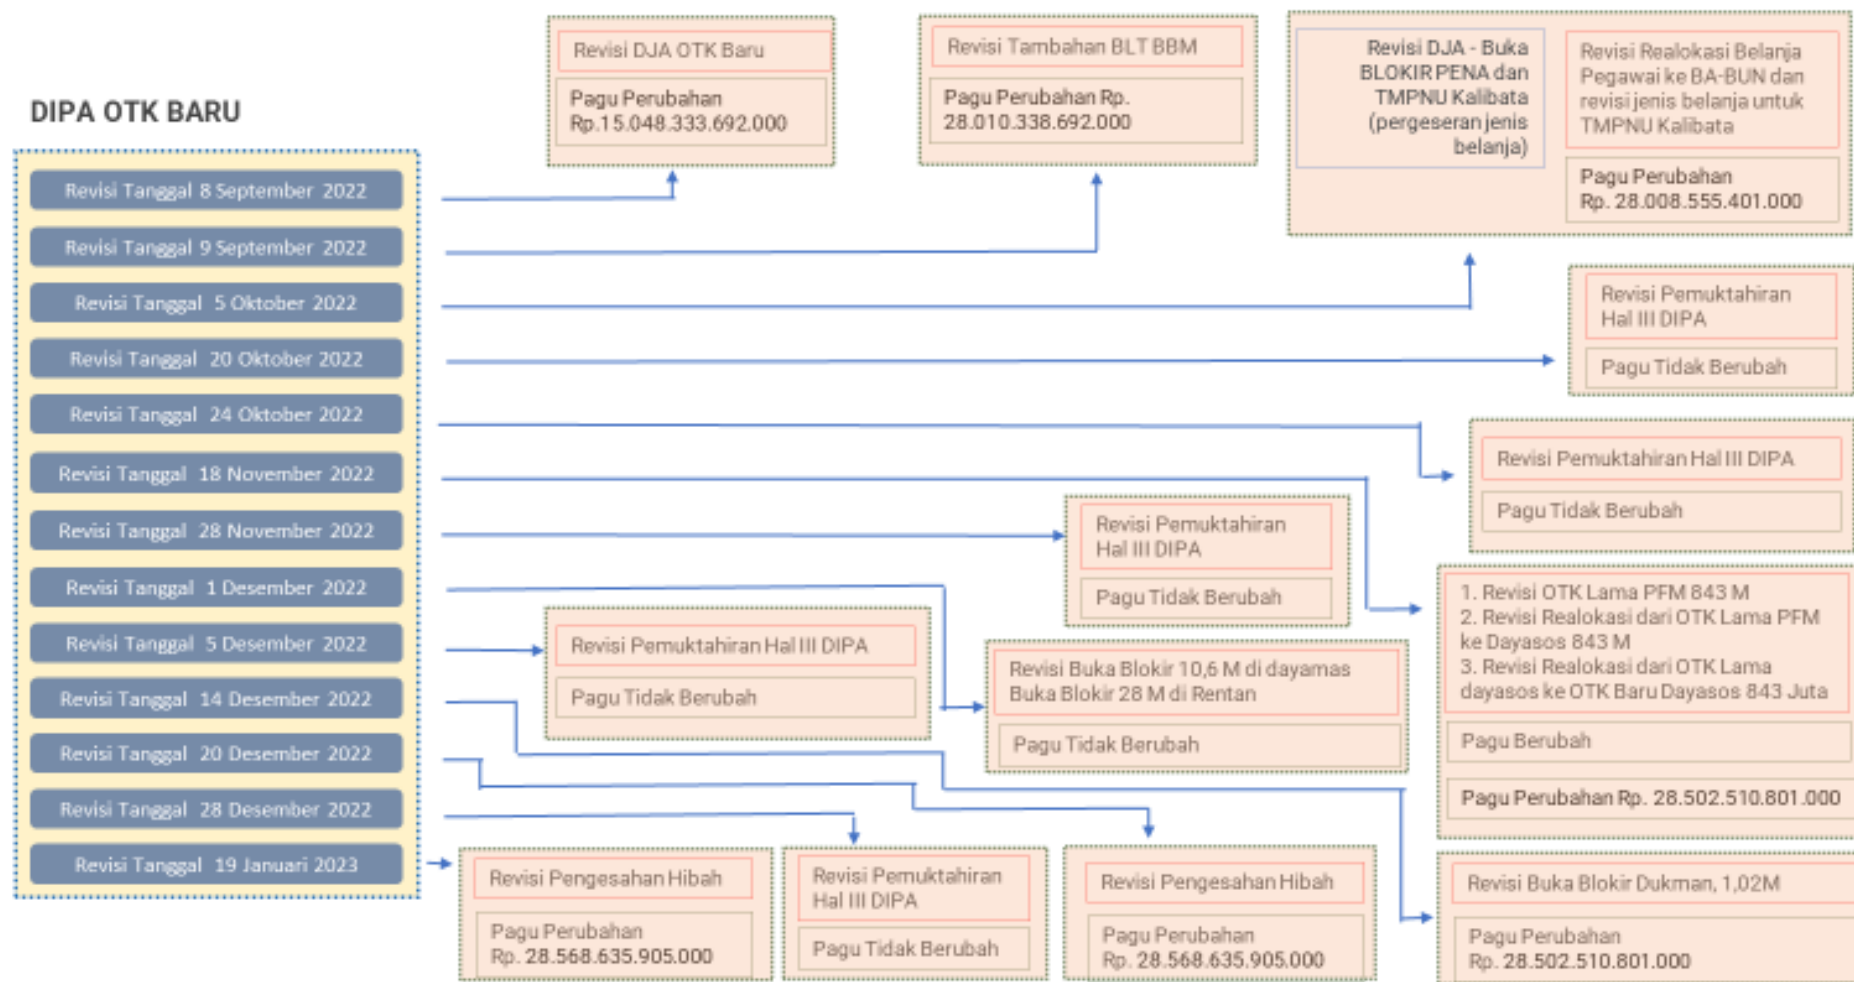 DIPA OTK BARU
Revisi Tanggal 8 September 2022
Revisi Tanggal 9 September 2022
Revisi Tanggal 5 Oktober 2022
Revisi Tanggal 20 Oktober 2022
Revisi Tanggal 24 Oktober 2022
Revisi Tanggal 18 November 2022
Revisi Tanggal 28 November 2022
Revisi Tanggal 1 Desember 2022
Revisi Tanggal 5 Desember 2022
Revisi Tanggal 14 Desember 2022
Revisi Tanggal 20 Desember 2022
Revisi Tanggal 28 Desember 2022
Revisi Tanggal 19 Januari 2023
Revisi DJA OTK Baru
Pagu Perubahan
Rp.15.048.333.692.000
Revisi Tambahan BLT BBM
Pagu Perubahan Rp.
28.010.338.692.000
Revisi DJA - Buka
BLOKIR PENA dan
TMPNU Kalibata
(pergeseran jenis
belanja)
Revisi Realokasi Belanja
Pegawai ke BA-BUN dan
revisi jenis belanja untuk
TMPNU Kalibata
Pagu Perubahan
Rp. 28.008.555.401.000
Revisi Pemuktahiran
Hal III DIPA
Pagu Tidak Berubah
Revisi Pemuktahiran Hal III DIPA
Pagu Tidak Berubah
Revisi Pemuktahiran
Hal III DIPA
Pagu Tidak Berubah
1. Revisi OTK Lama PFM 843 M
2. Revisi Realokasi dari OTK Lama PFM
ke Dayasos 843 M
3. Revisi Realokasi dari OTK Lama
dayasos ke OTK Baru Dayasos 843 Juta
Pagu Berubah
Pagu Perubahan Rp. 28.502.510.801.000
Revisi Pemuktahiran Hal III DIPA
Pagu Tidak Berubah
Revisi Buka Blokir 10,6 M di dayamas
Buka Blokir 28 M di Rentan
Pagu Tidak Berubah
Revisi Pengesahan Hibah
Pagu Perubahan
Rp. 28.568.635.905.000
Revisi Pemuktahiran
Hal III DIPA
Pagu Tidak Berubah
Revisi Pengesahan Hibah
Pagu Perubahan
Rp. 28.568.635.905.000
Revisi Buka Blokir Dukman, 1,02M
Pagu Perubahan
Rp. 28.502.510.801.000